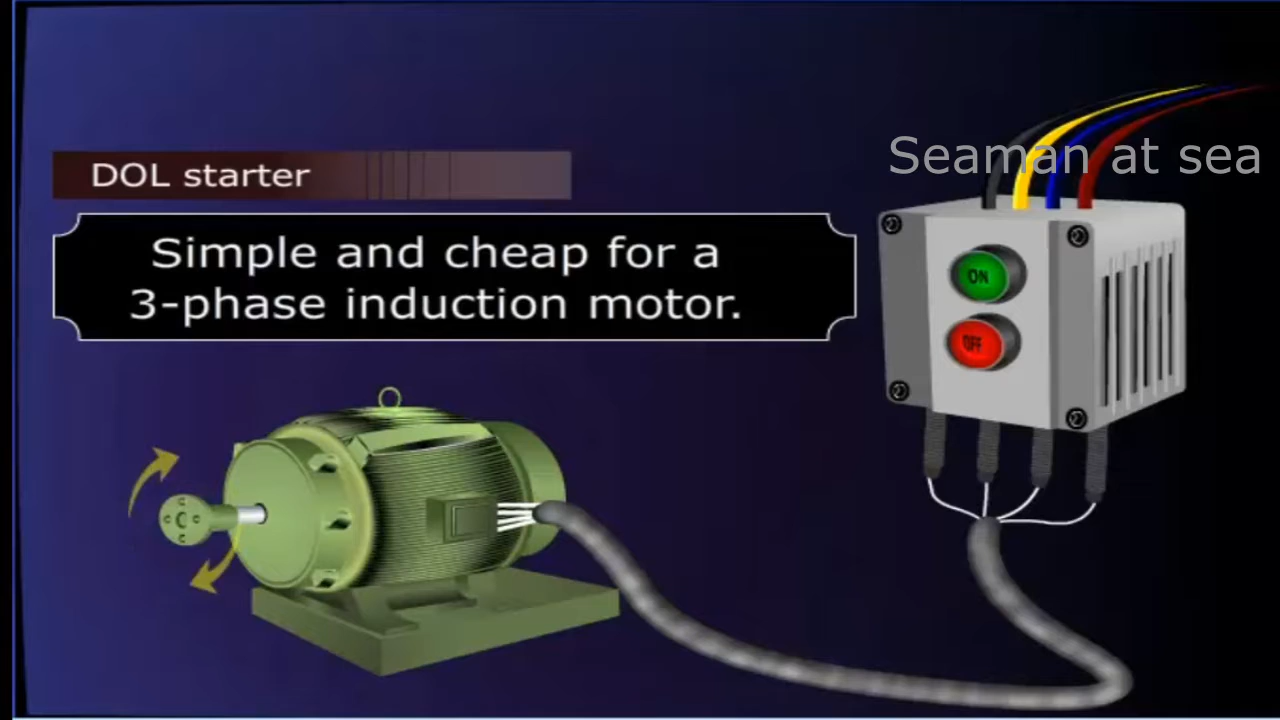 Seaman at sea
DOL starter
Simple and cheap for a
3-phase induction motor.
ON
OFF